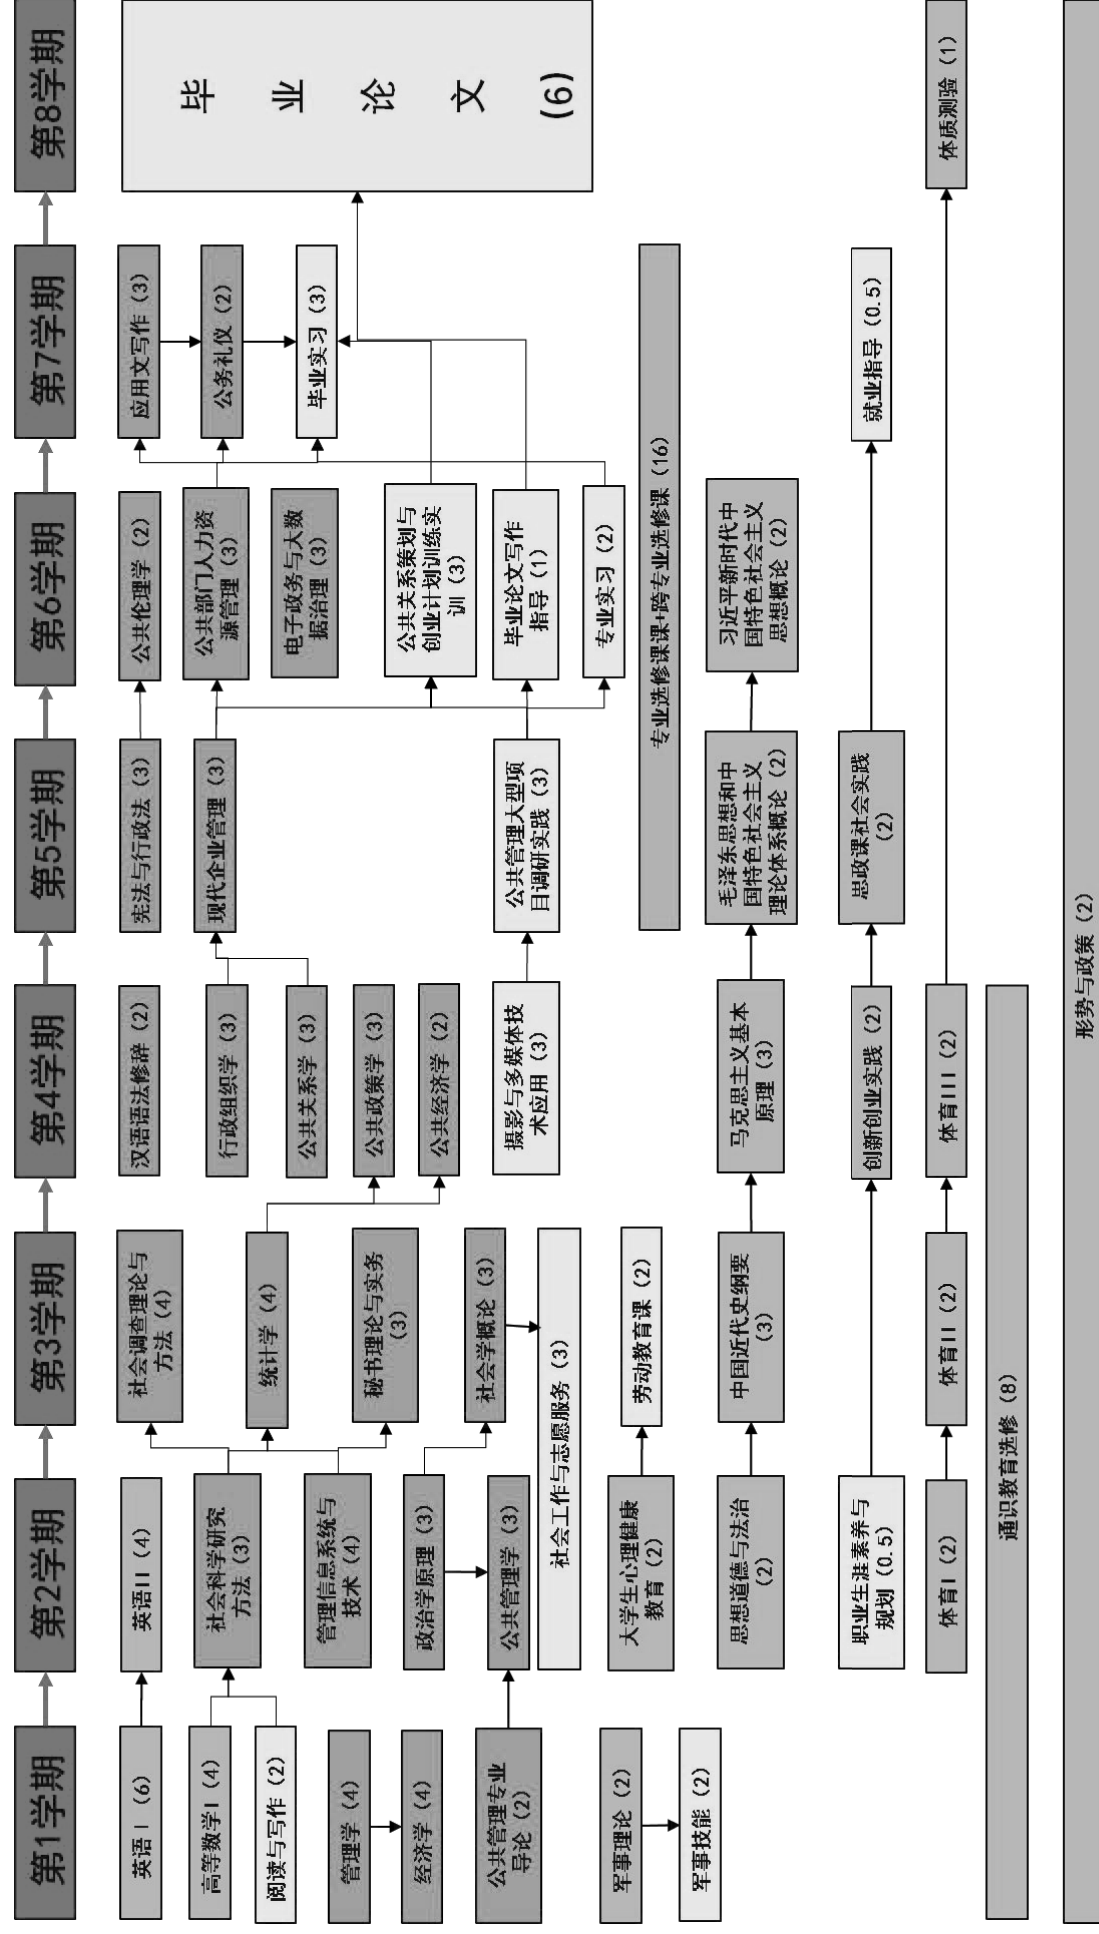 第1学期
第2学期
第3学期
第4学期
第5学期
第6学期
第7学期
第8学期
英语Ⅰ（6）
高等数学I（4）
阅读与写作（2）
管理学（4）
经济学（4）
公共管理专业
导论（2）
军事理论（2）
军事技能（2）
英语II（4）
社会科学研究
方法（3）
管理信息系统与
技术（4）
政治学原理（3）
公共管理学（3）
社会工作与志愿服务（3）
大学生心理健康
教育（2）
思想道德与法治
（2）
职业生涯素养与
规划（0.5）
体育I（2）
社会调查理论与
方法（4）
统计学（4）
秘书理论与实务
（3）
社会学概论（3）
劳动教育课（2）
中国近代史纲要
（3）
体育II（2）
通识教育选修（8）
汉语语法修辞（2）
行政组织学（3）
公共关系学（3）
公共政策学（3）
公共经济学（2）
摄影与多媒体技
术应用（3）
马克思主义基本
原理（3）
创新创业实践（2）
体育III（2）
宪法与行政法（3）
现代企业管理（3）
公共管理大型项
目调研实践（3）
专业选修课课+跨专业选修课（16）
毛泽东思想和中
国特色社会主义
理论体系概论（2）
思政课社会实践
（2）
形势与政策（2）
公共伦理学（2）
公共部门人力资
源管理（3）
电子政务与大数
据治理（3）
公共关系策划与
创业计划训练实
训（3）
毕业论文写作
指导（1）
专业实习（2）
习近平新时代中
国特色社会主义
思想概论（2）
应用文写作（3）
公务礼仪（2）
毕业实习（3）
就业指导（0.5）
毕
业
论
文
(6)
体质测验（1）